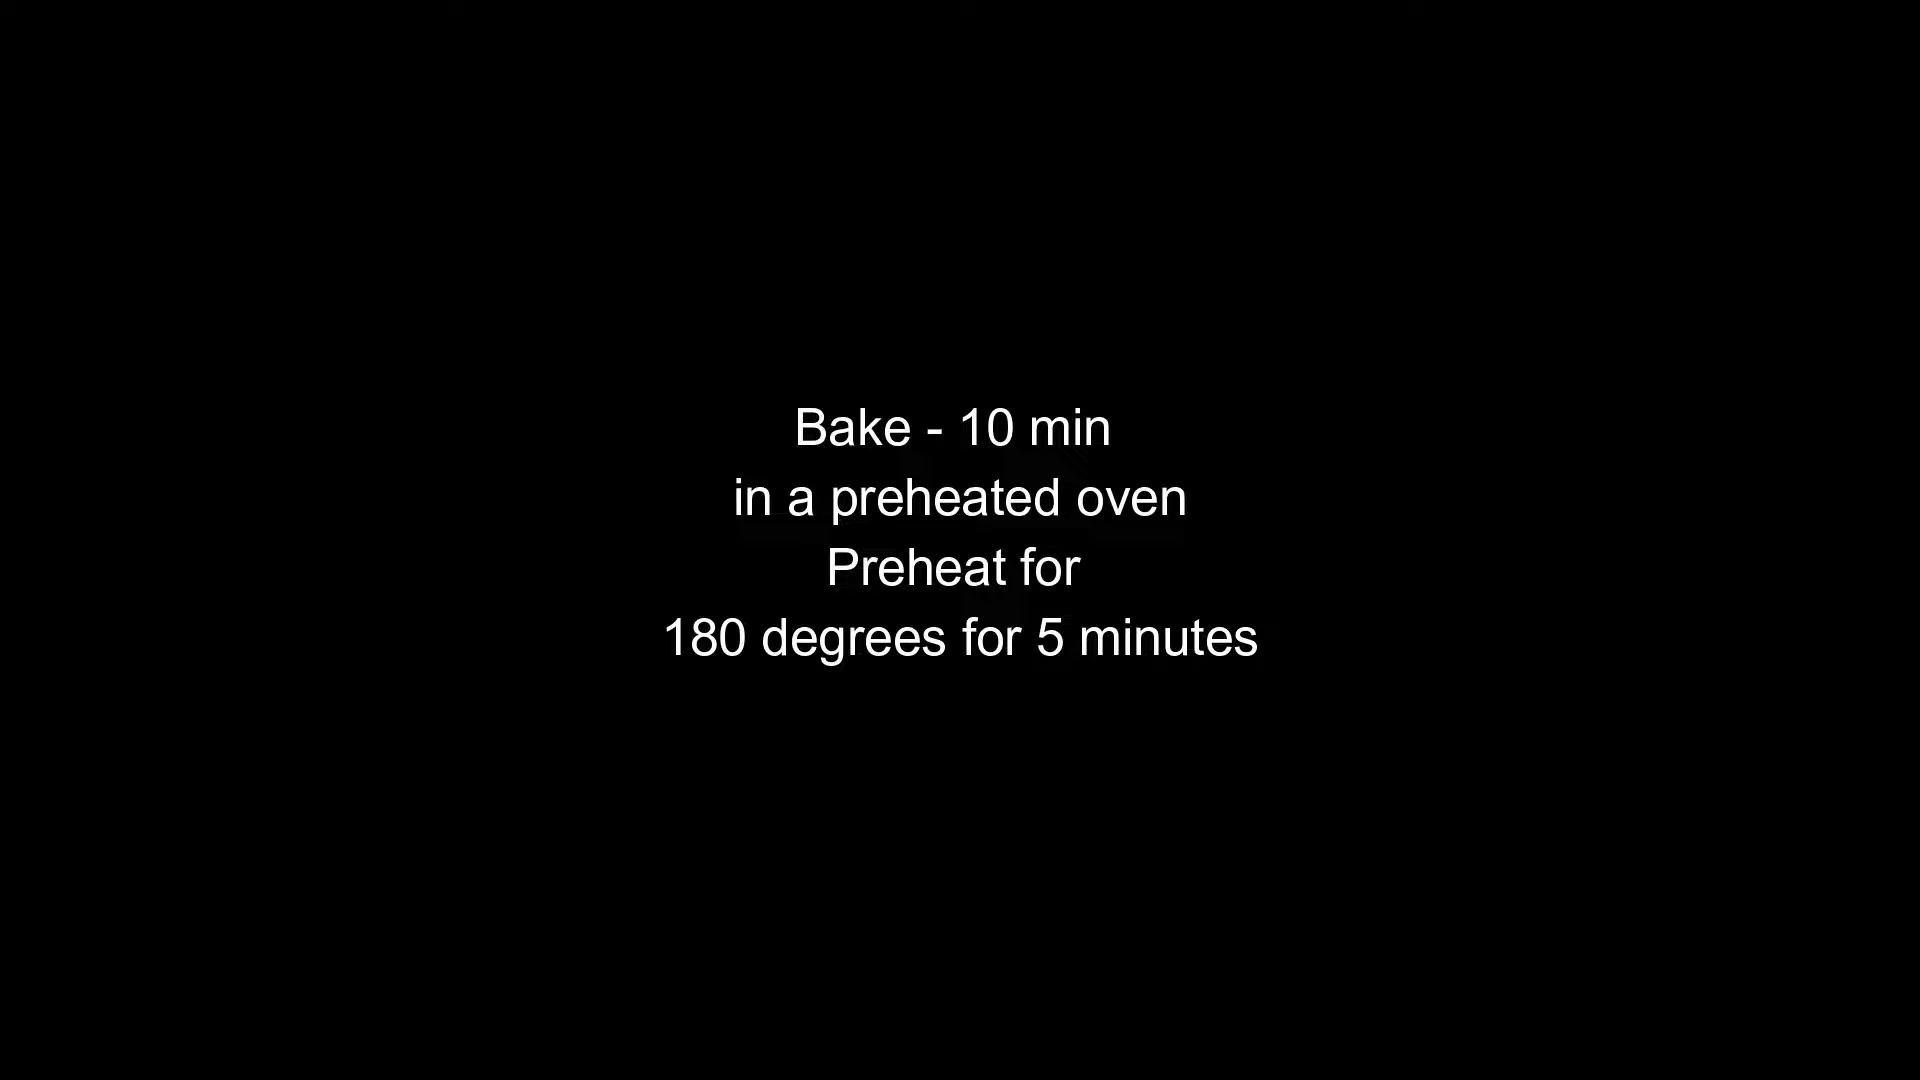 Bake - 10 min
in a preheated oven
Preheat for
180 degrees for 5 minutes